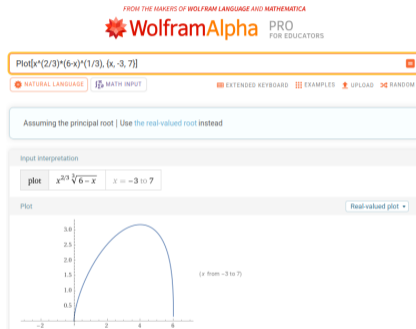 FROM THE MAKERS OF WOLFRAM LANGUAGE AND MATHEMATICA
WolframAlpha PRO
FOR EDUCATORS
Plot[x^(2/3)*(6-x)^(1/3), {x, -3, 7}]
NATURAL LANGUAGE MATH INPUT EXTENDED KEYBOARD EXAMPLES UPLOAD RANDOM
Assuming the principal root | Use the real-valued root instead
Input interpretation
plot x^{2/3} ∛(6 − x) x = −3 to 7
Plot
Real-valued plot
3.0
2.5
2.0
1.5
(x from −3 to 7)
1.0
0.5
−2 2 4 6